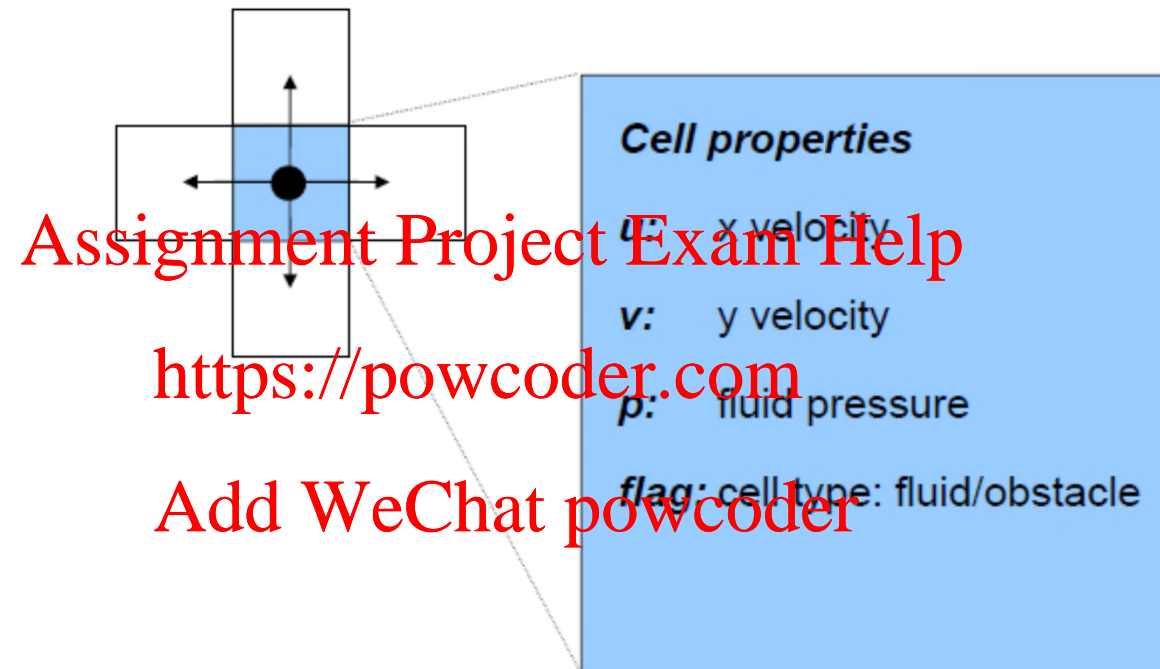 Cell properties
u: x velocity
Assignment Project Exam Help
v: y velocity
https://powcoder.com
p: fluid pressure
flag: cell type: fluid/obstacle
Add WeChat powcoder